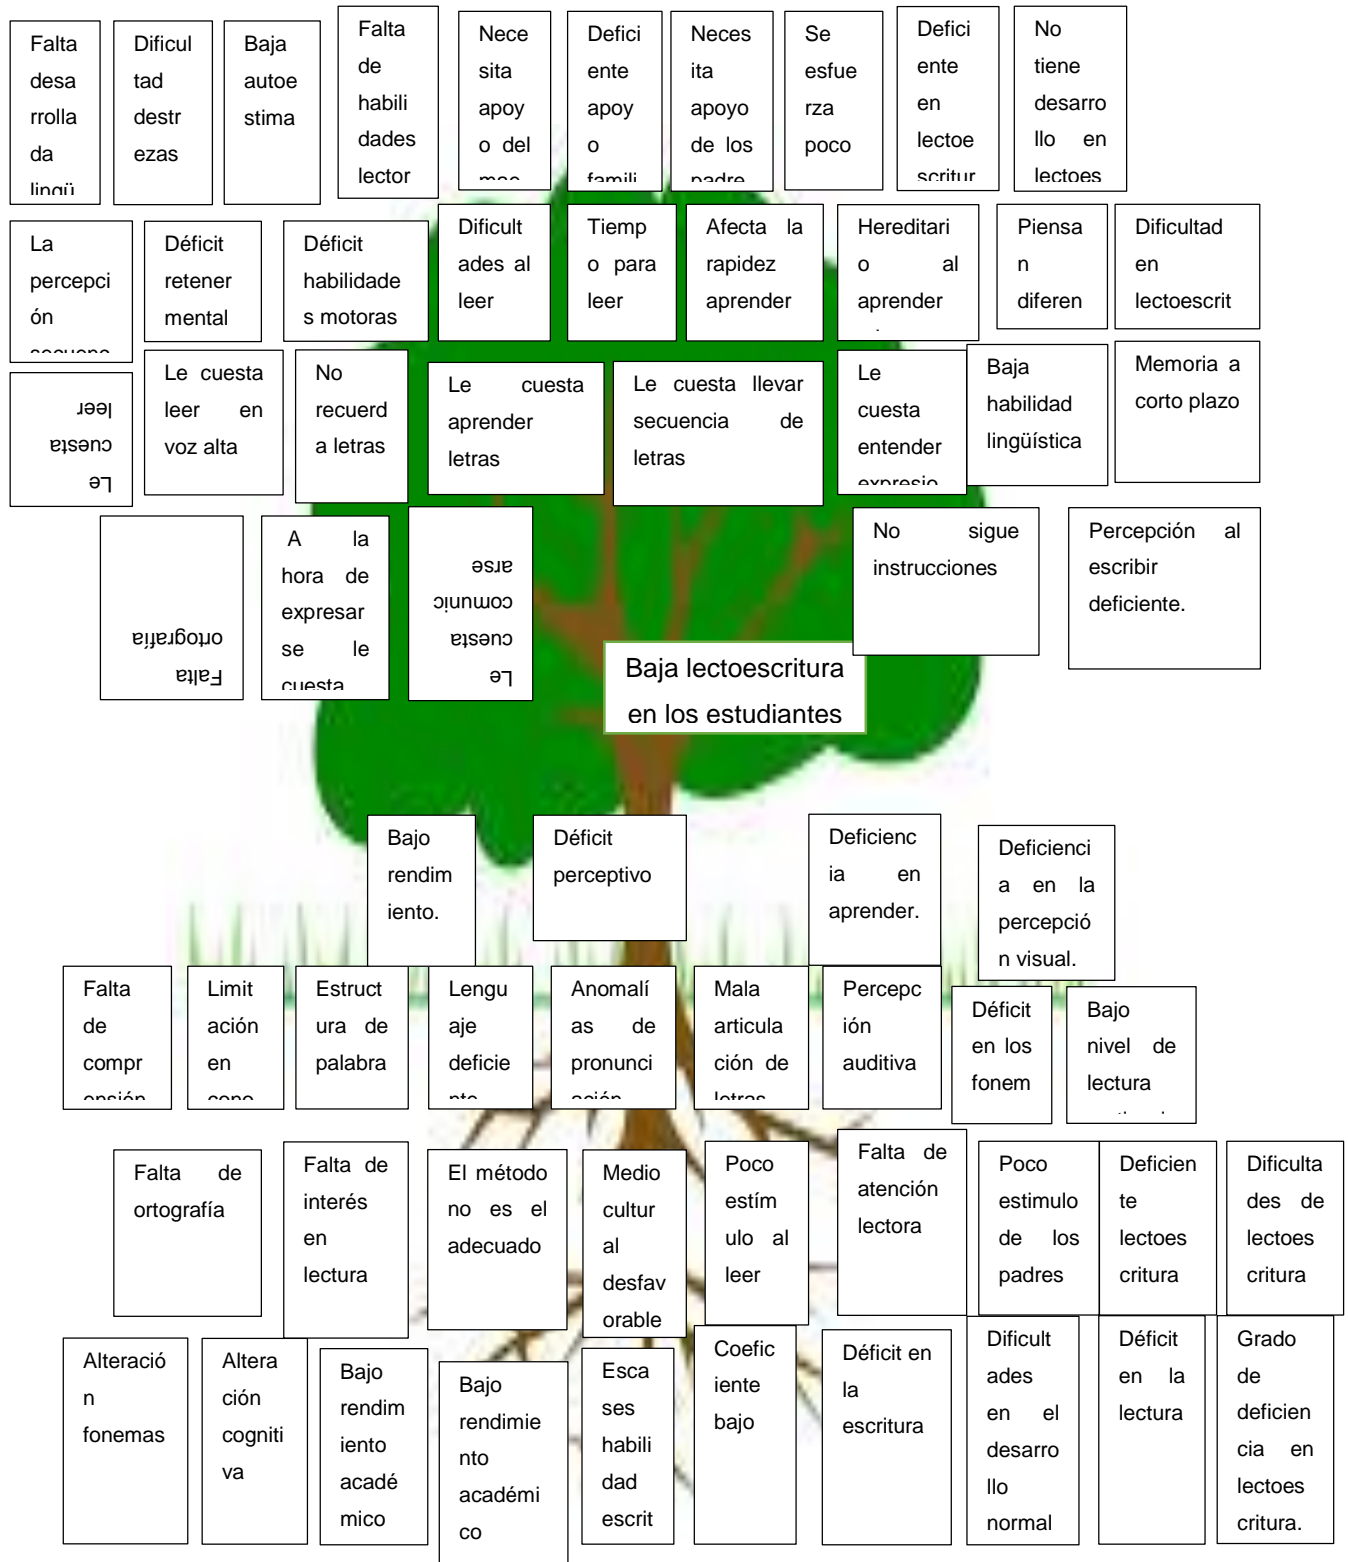 Falta
desa
rrolla
da
lingü
Dificul
tad
destr
ezas
Baja
autoe
stima
Falta
de
habili
dades
lector
Nece
sita
apoy
o del
Defici
ente
apoy
o
famili
Neces
ita
apoyo
de los
padre
Se
esfue
rza
poco
Defici
ente
en
lectoe
scritur
No
tiene
desarro
llo en
lectoes
La
percepci
ón
Déficit
retener
mental
Déficit
habilidade
s motoras
Dificult
ades al
leer
Tiemp
o para
leer
Afecta la
rapidez
aprender
Hereditari
o al
aprender
Piensa
n
diferen
Dificultad
en
lectoescrit
Le
cuesta
leer
Le cuesta
leer en
voz alta
No
recuerd
a letras
Le cuesta
aprender
letras
Le cuesta llevar
secuencia de
letras
Le
cuesta
entender
expresio
Baja
habilidad
lingüística
Memoria a
corto plazo
Falta
ortografía
A la
hora de
expresar
se le
cuesta
Le
cuesta
comunic
arse
No sigue
instrucciones
Percepción al
escribir
deficiente.
Baja lectoescritura
en los estudiantes
Bajo
rendim
iento.
Déficit
perceptivo
Deficienc
ia en
aprender.
Deficienci
a en la
percepció
n visual.
Falta
de
compr
ensión
Limit
ación
en
cono
Estruct
ura de
palabra
Lengu
aje
deficie
nte
Anomalí
as de
pronunci
ación
Mala
articula
ción de
letras
Percepc
ión
auditiva
Déficit
en los
fonem
Bajo
nivel de
lectura
Falta de
ortografía
Falta de
interés
en
lectura
El método
no es el
adecuado
Medio
cultur
al
desfav
orable
Poco
estím
ulo al
leer
Falta de
atención
lectora
Poco
estimulo
de los
padres
Deficien
te
lectoes
critura
Dificulta
des de
lectoes
critura
Alteració
n
fonemas
Altera
ción
cogniti
va
Bajo
rendim
iento
acadé
mico
Bajo
rendimie
nto
académi
co
Esca
ses
habili
dad
escrit
Coefic
iente
bajo
Déficit en
la
escritura
Dificult
ades
en el
desarro
llo
normal
Déficit
en la
lectura
Grado
de
deficien
cia en
lectoes
critura.